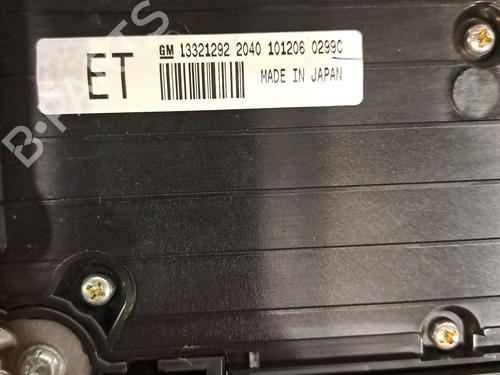 GM 13321292 2040 101206 0299C
ET
MADE IN JAPAN
B-PARTS